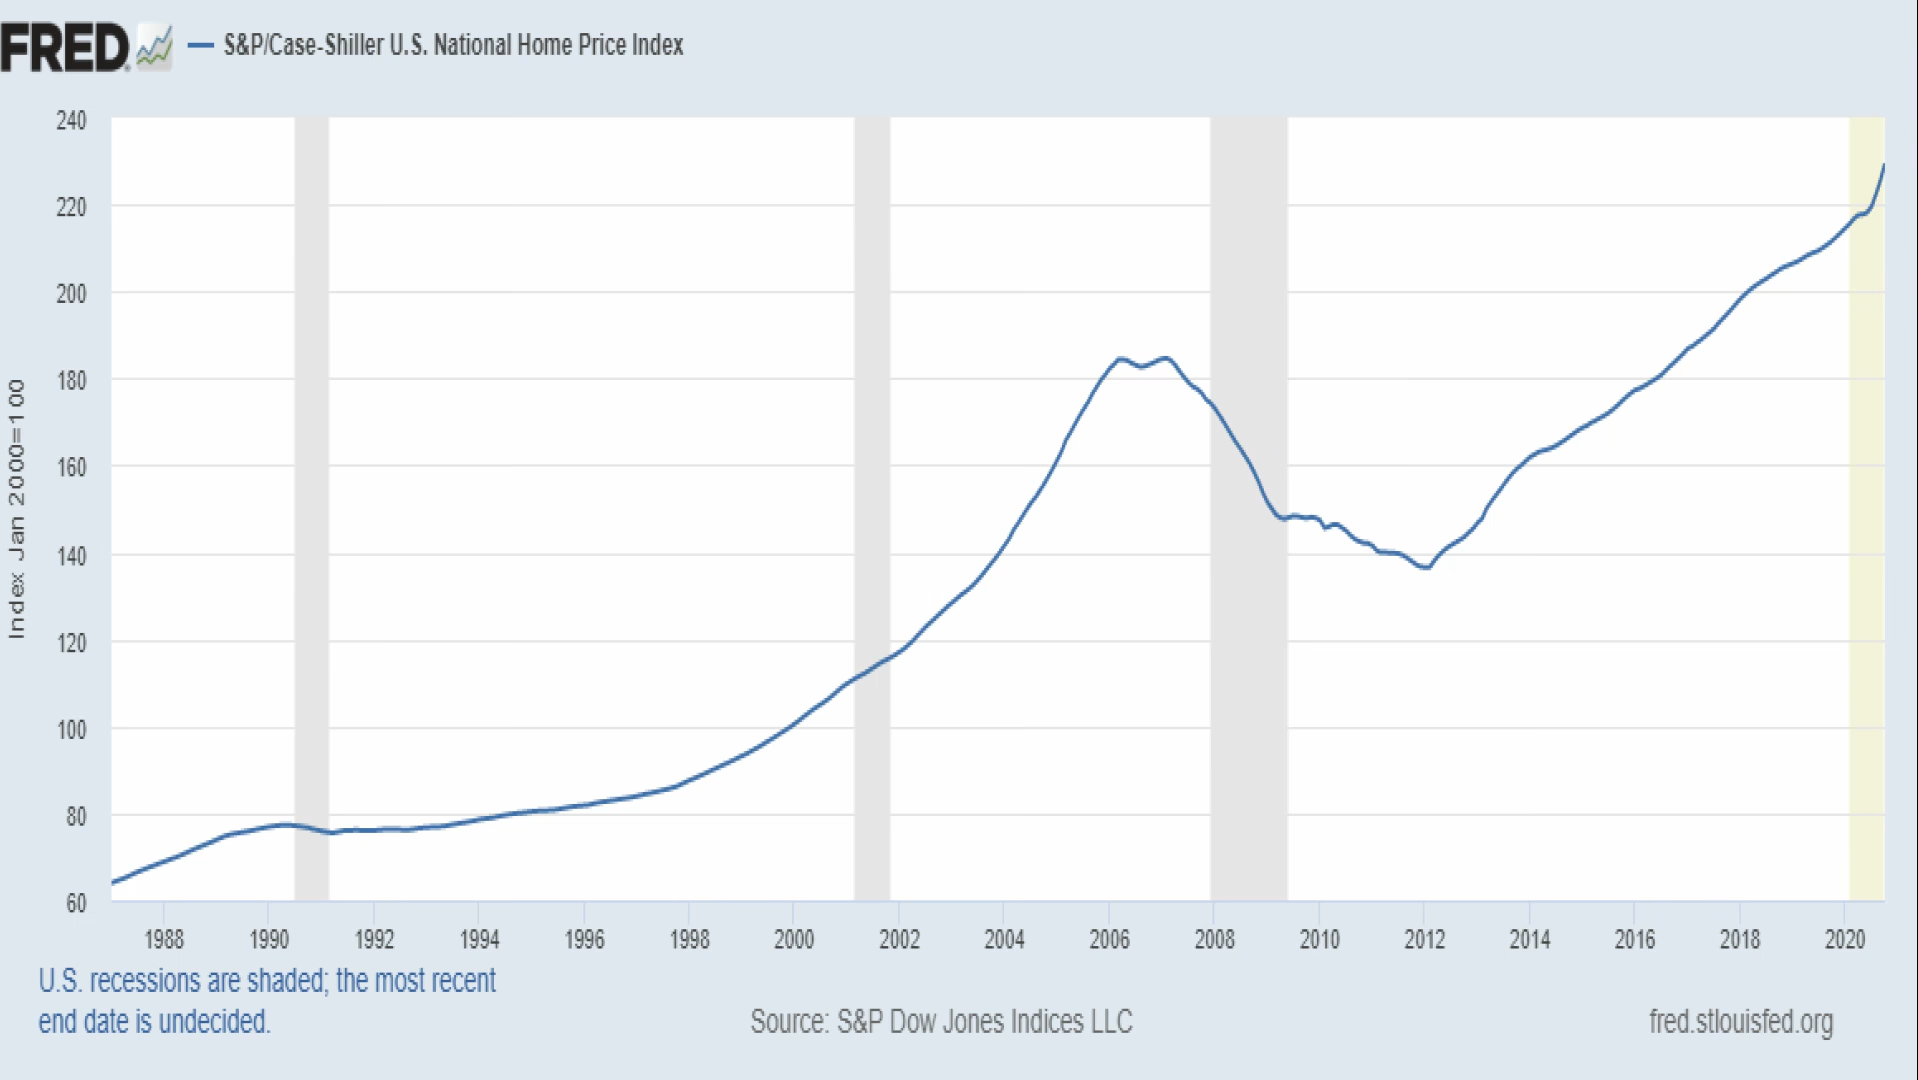 FRED
S&P/Case-Shiller U.S. National Home Price Index
240
220
200
180
160
140
120
100
80
60
Index Jan 2000=100
1988 1990 1992 1994 1996 1998 2000 2002 2004 2006 2008 2010 2012 2014 2016 2018 2020
U.S. recessions are shaded; the most recent
end date is undecided.
Source: S&P Dow Jones Indices LLC
fred.stlouisfed.org